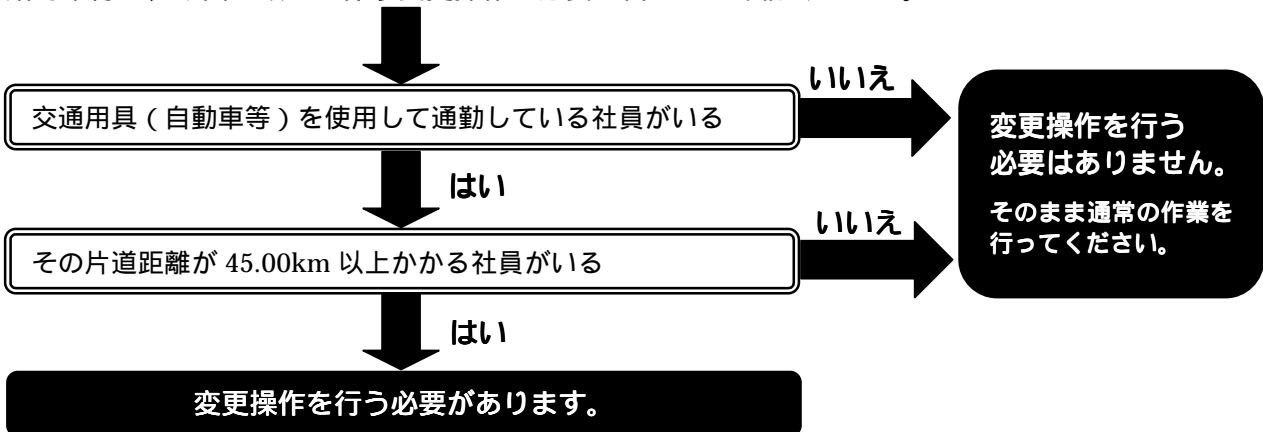 いいえ
交通用具（自動車等）を使用して通勤している社員がいる
変更操作を行う
必要はありません。
そのまま通常の作業を
行ってください。
はい
いいえ
その片道距離が 45.00km 以上かかる社員がいる
はい
変更操作を行う必要があります。